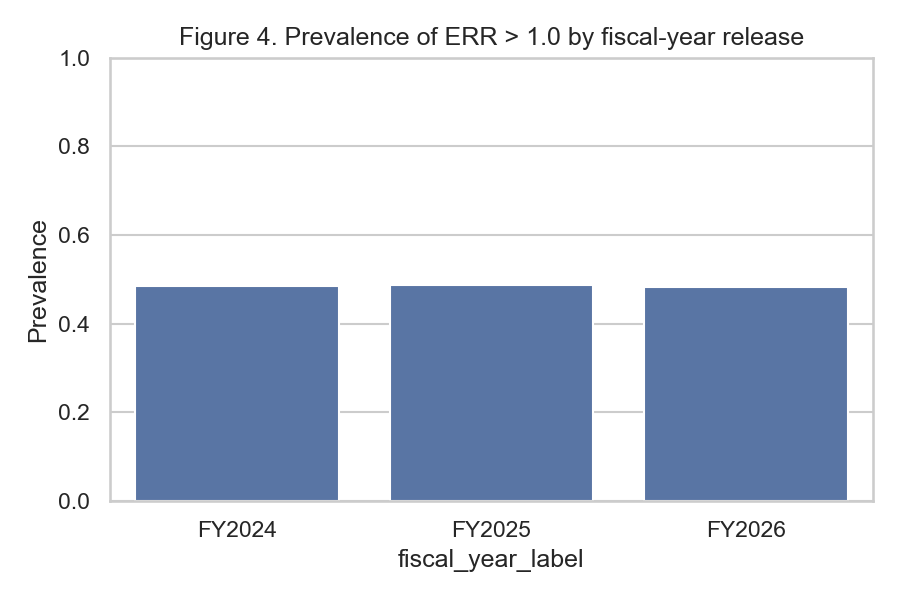 Figure 4. Prevalence of ERR > 1.0 by fiscal-year release
1.0
0.8
0.6
0.4
0.2
0.0
Prevalence
FY2024 FY2025 FY2026
fiscal_year_label